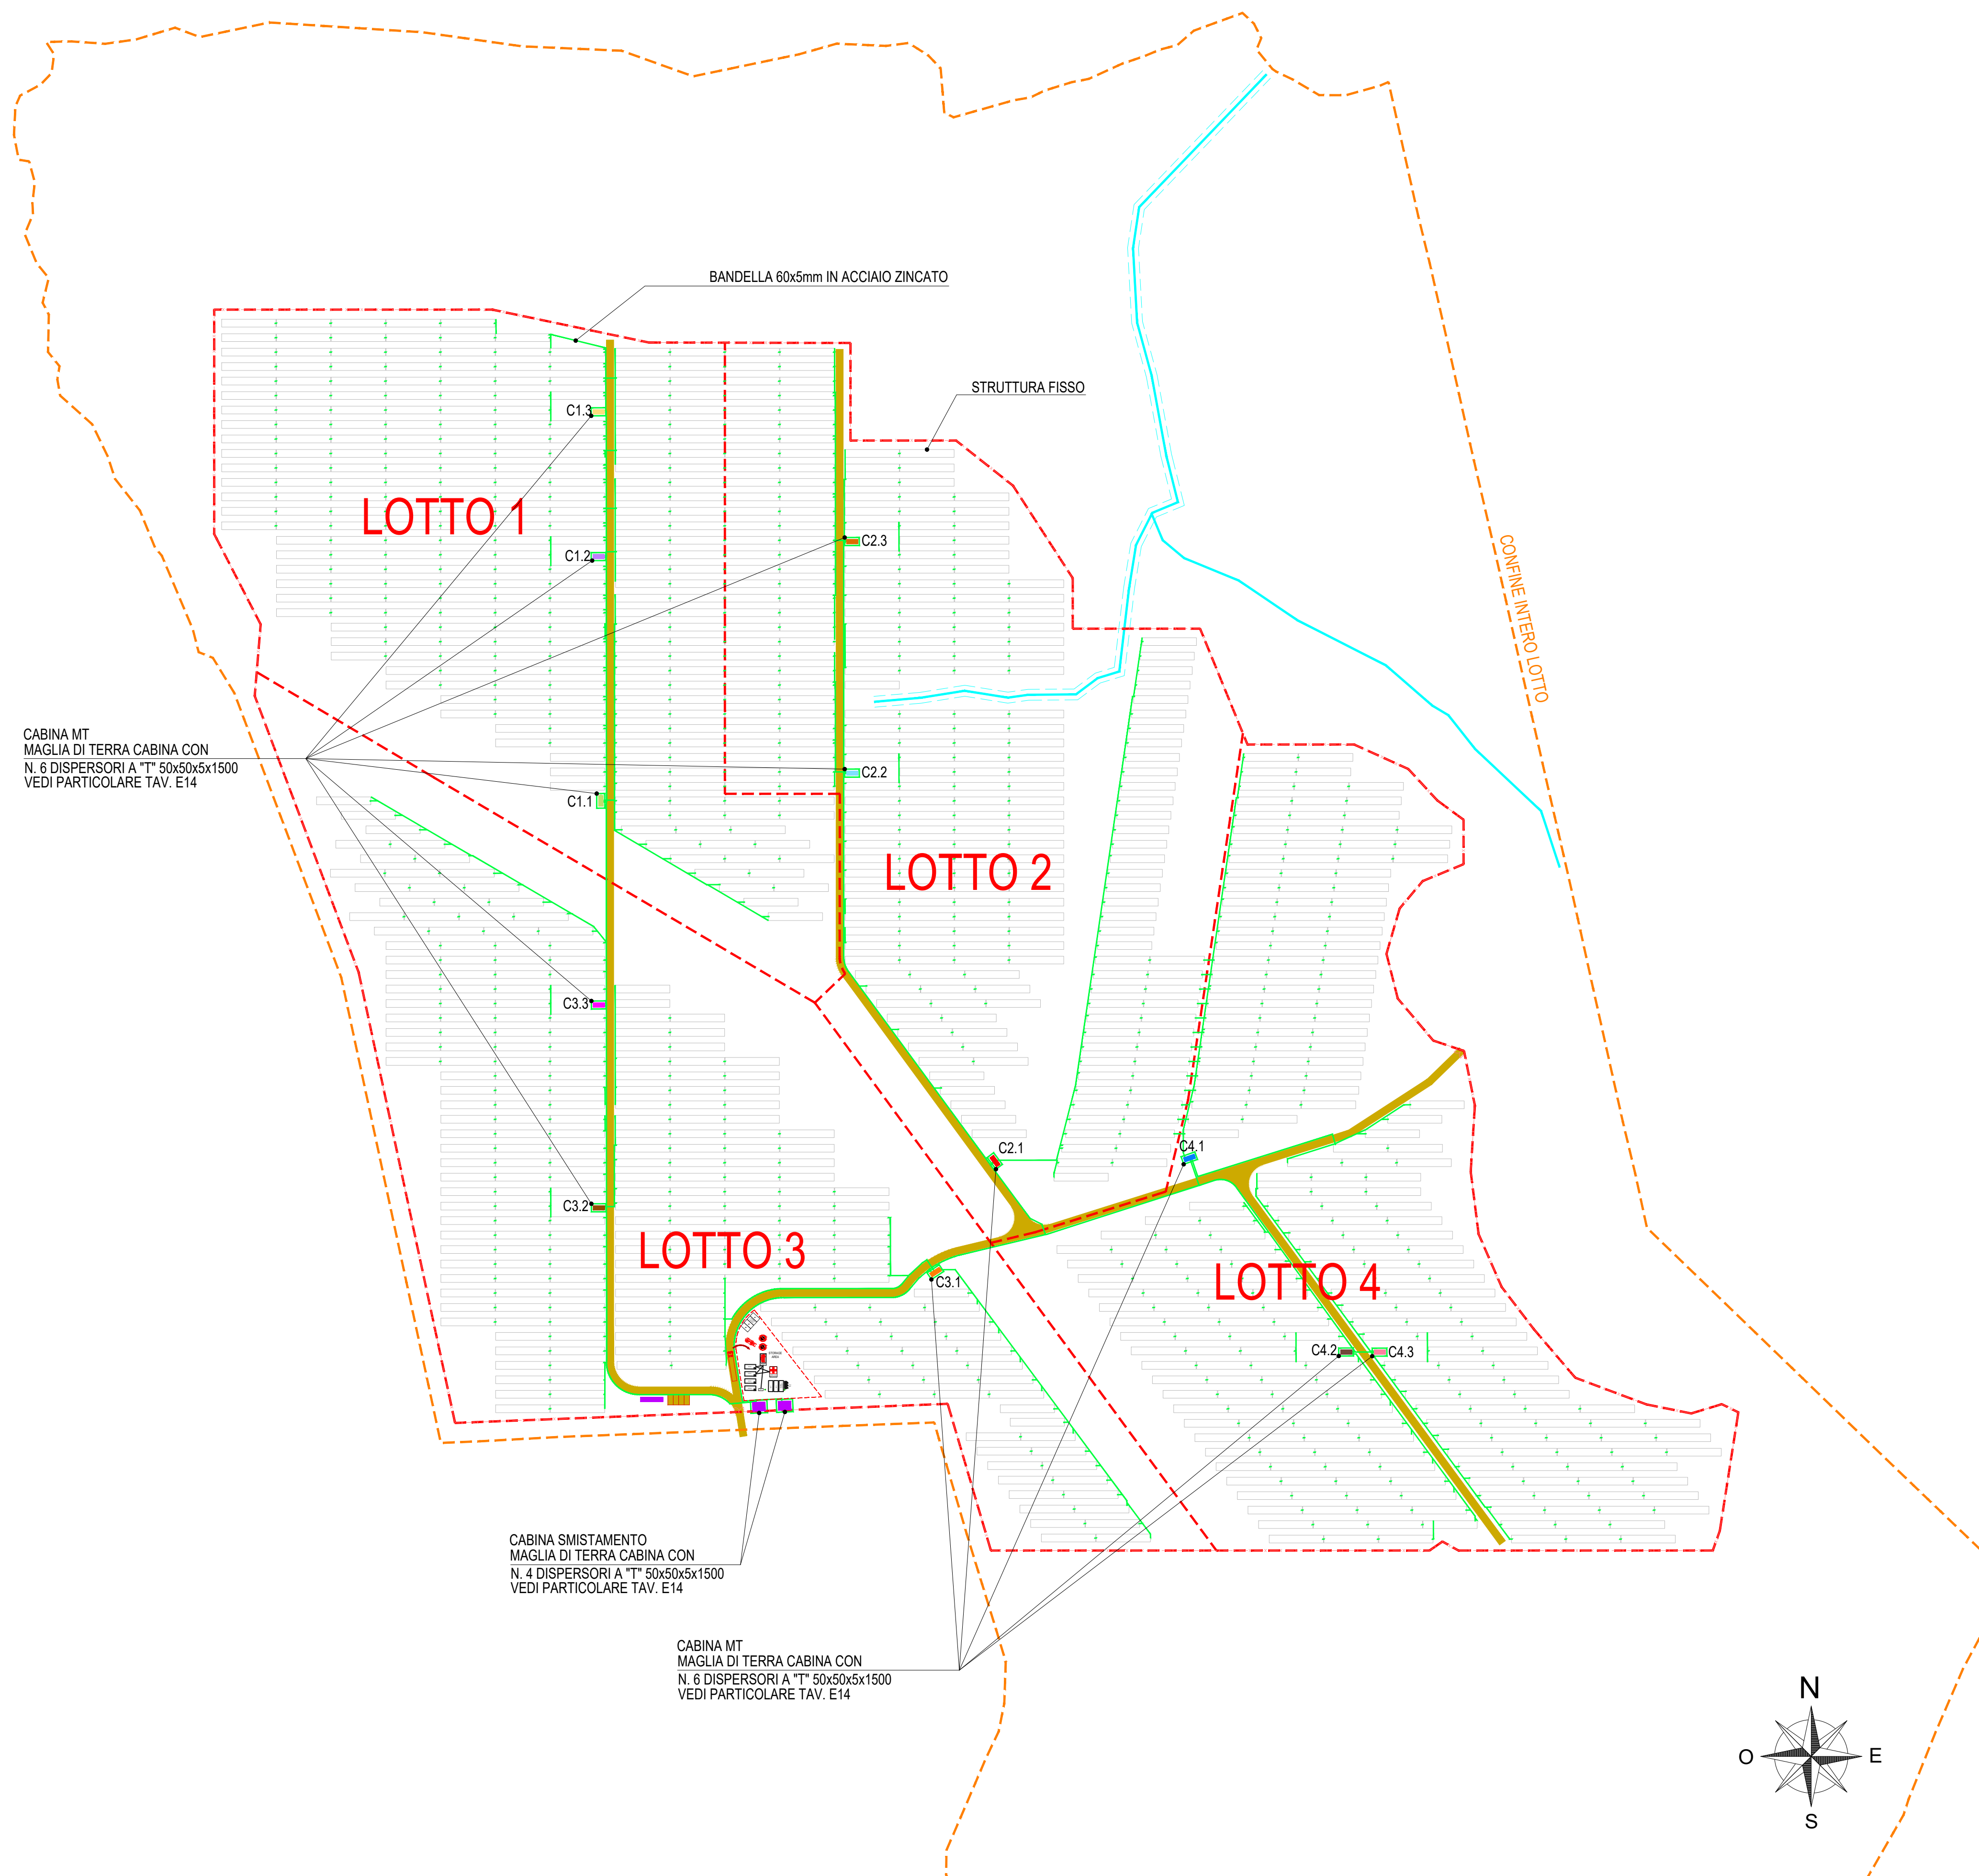 BANDELLA 60x5mm IN ACCIAIO ZINCATO
STRUTTURA FISSO
C1.3
LOTTO 1
C2.3
C1.2
CONFINE INTERO LOTTO
CABINA MT
MAGLIA DI TERRA CABINA CON
N. 6 DISPERSORI A "T" 50x50x5x1500
VEDI PARTICOLARE TAV. E14
C2.2
C1.1
LOTTO 2
C3.3
C2.1
C4.1
C3.2
LOTTO 3
C3.1
LOTTO 4
STORAGE
AREA
C4.2
C4.3
CABINA SMISTAMENTO
MAGLIA DI TERRA CABINA CON
N. 4 DISPERSORI A "T" 50x50x5x1500
VEDI PARTICOLARE TAV. E14
CABINA MT
MAGLIA DI TERRA CABINA CON
N. 6 DISPERSORI A "T" 50x50x5x1500
VEDI PARTICOLARE TAV. E14
N
O
E
S